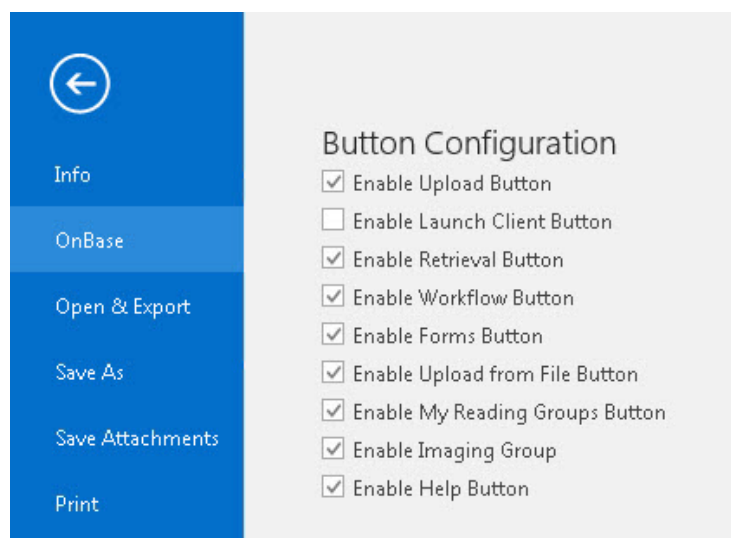 Info
OnBase
Open & Export
Save As
Save Attachments
Print
Button Configuration
Enable Upload Button
Enable Launch Client Button
Enable Retrieval Button
Enable Workflow Button
Enable Forms Button
Enable Upload from File Button
Enable My Reading Groups Button
Enable Imaging Group
Enable Help Button